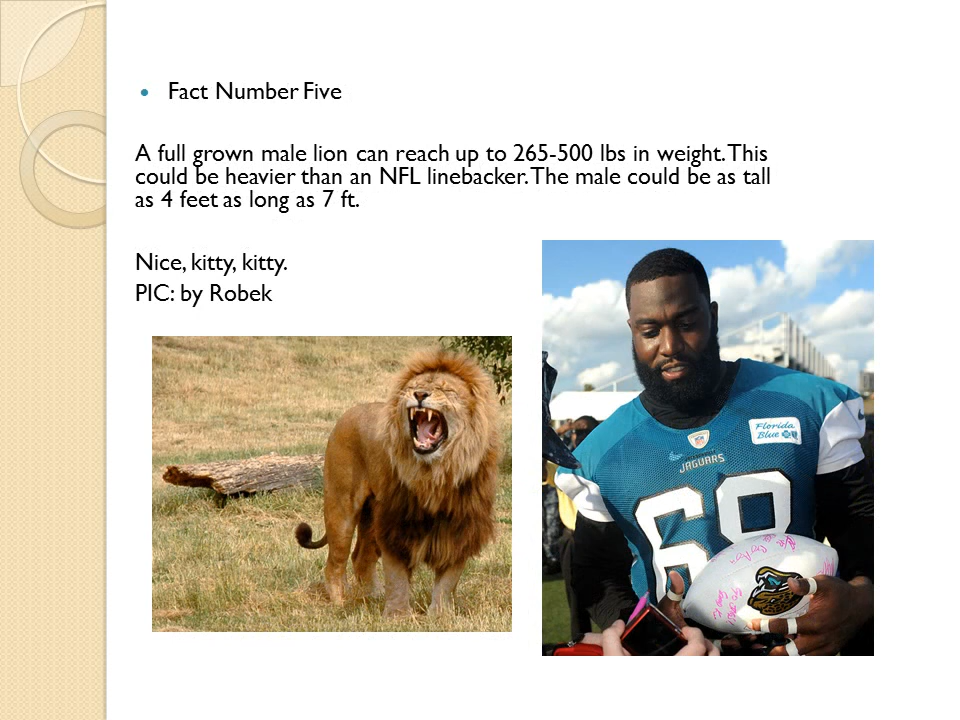 Fact Number Five
A full grown male lion can reach up to 265-500 lbs in weight. This
could be heavier than an NFL linebacker. The male could be as tall
as 4 feet as long as 7 ft.
Nice, kitty, kitty.
PIC: by Robek
Florida
Blue
JAGUARS
68